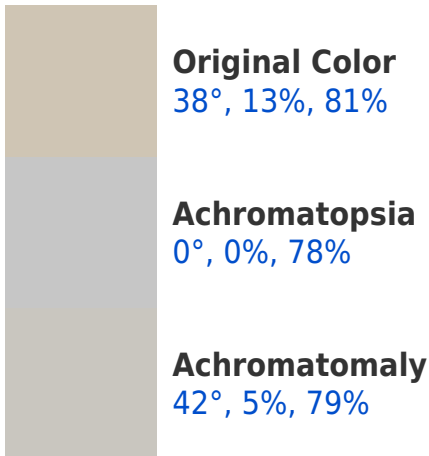 Original Color
38°, 13%, 81%
Achromatopsia
0°, 0%, 78%
Achromatomaly
42°, 5%, 79%